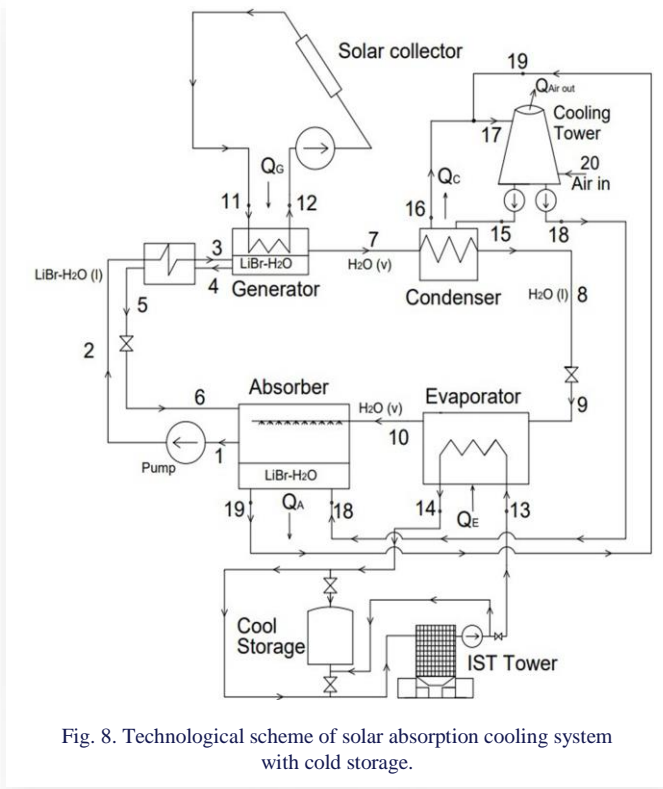 Solar collector
19
QAir out
Cooling
Tower
17
20
Air in
QG
QC
11
12
16
15
18
3
7
LiBr-H2O
H2O (v)
LiBr-H2O (l)
4
Generator
Condenser
H2O (l)
8
5
2
Absorber
Evaporator
6
H2O (v)
9
10
1
Pump
LiBr-H2O
19
QA
18
14
QE
13
Cool
Storage
IST Tower
Fig. 8. Technological scheme of solar absorption cooling system
with cold storage.